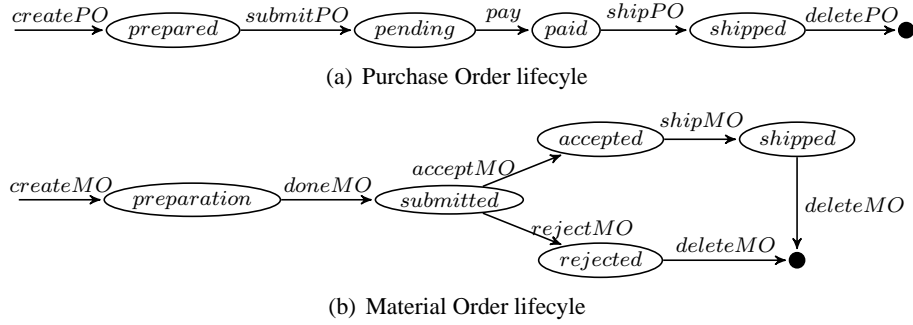 createPO prepared submitPO pending pay paid shipPO shipped deletePO
(a) Purchase Order lifecyle
createMO preparation doneMO submitted acceptMO accepted shipMO shipped deleteMO
rejectMO rejected deleteMO
(b) Material Order lifecyle